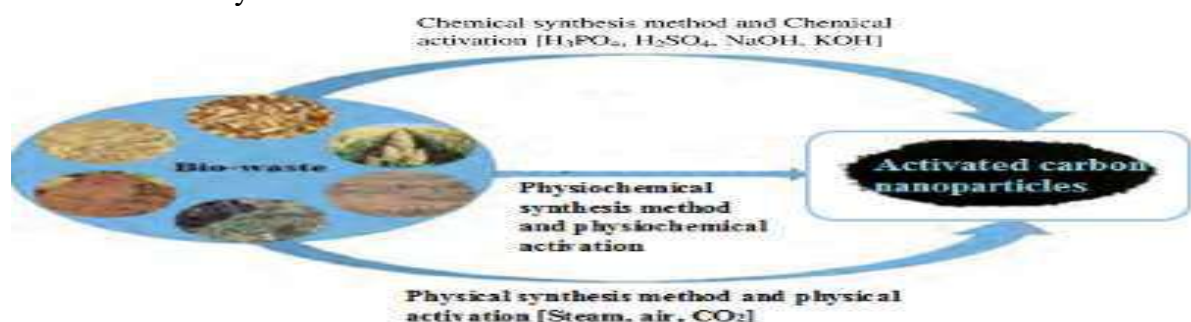 Chemical synthesis method and Chemical
activation [H₃PO₄, H₂SO₄, NaOH, KOH]
Bio-waste
Activated carbon
nanoparticles
Physiochemical
synthesis method
and physiochemical
activation
Physical synthesis method and physical
activation [Steam, air, CO₂]